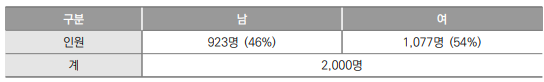 구분 남 여
인원 923명 (46%) 1,077명 (54%)
계 2,000명